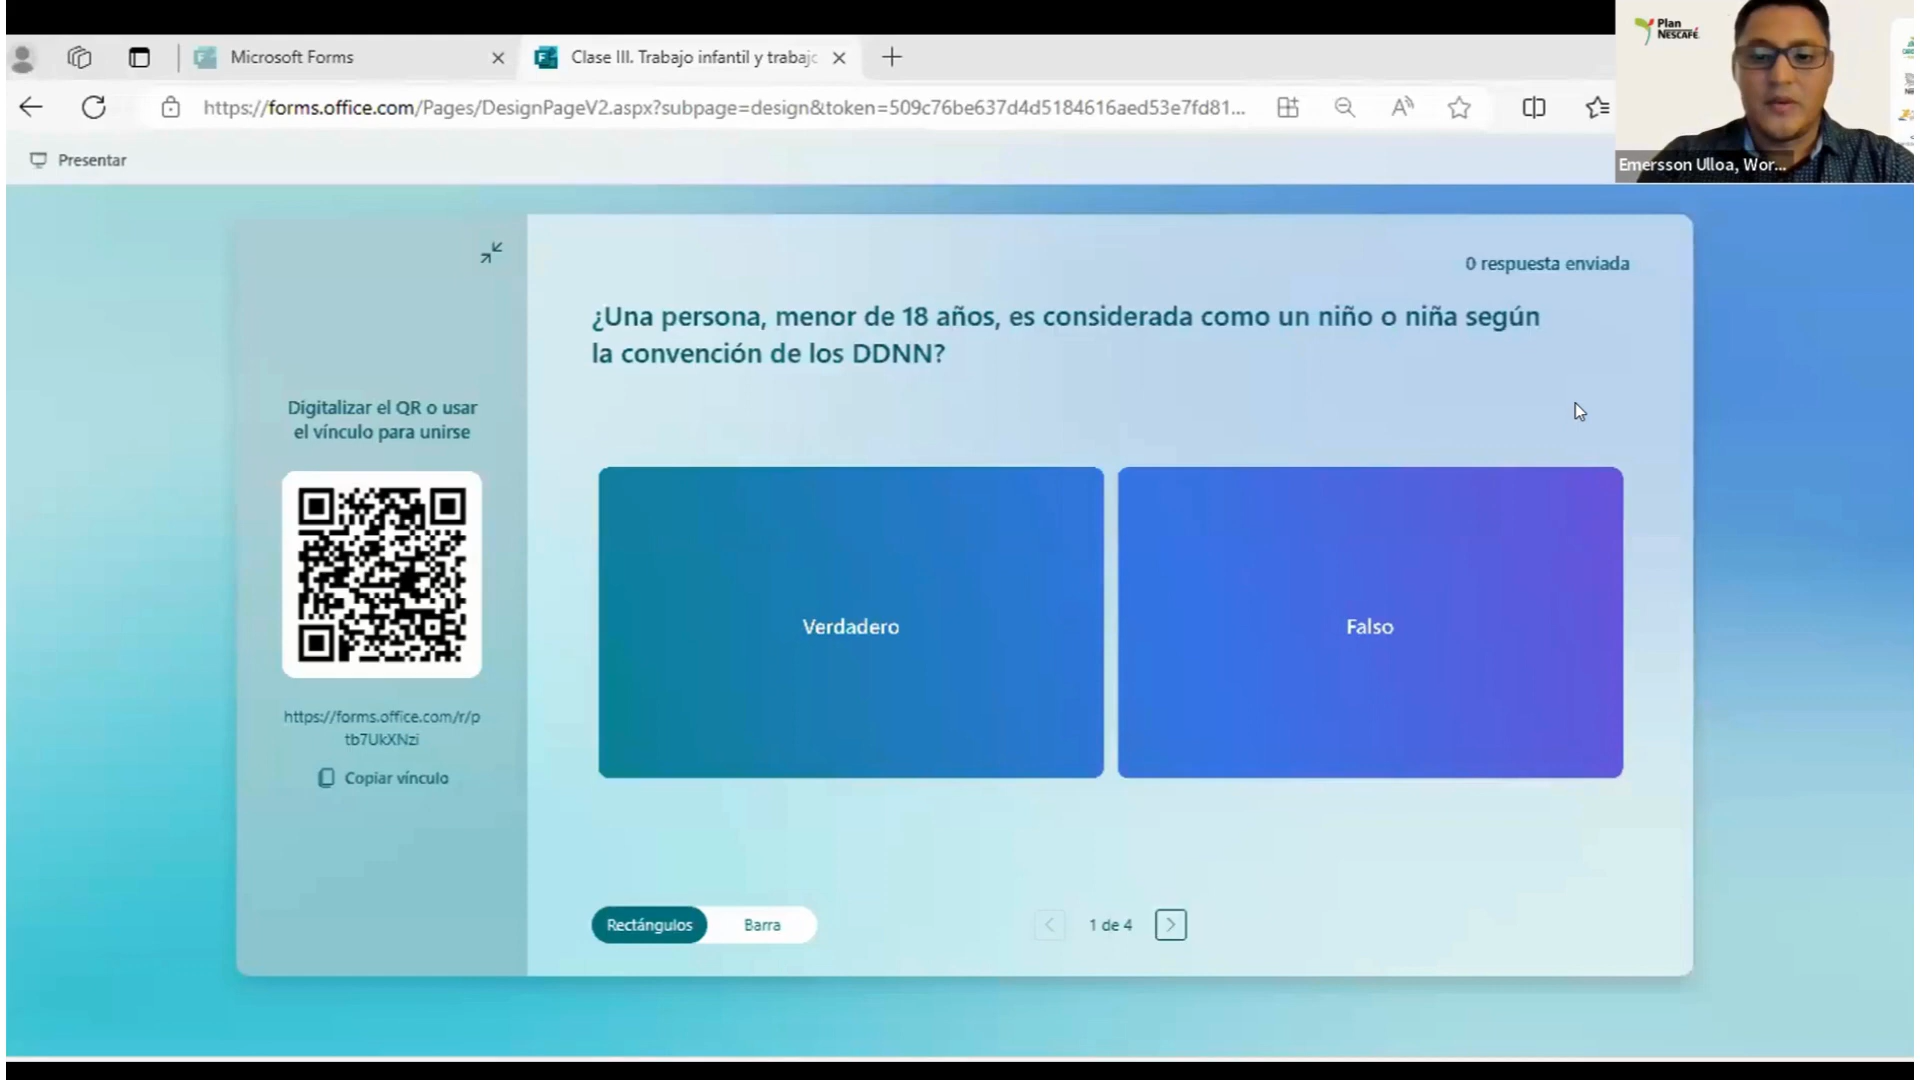 Plan
NESCAFÉ
Microsoft Forms
Clase III. Trabajo infantil y trabajo
https://forms.office.com/Pages/DesignPageV2.aspx?subpage=design&token=509c76be637d4d5184616aed53e7fd81...
Emersson Ulloa, Wor...
Presentar
0 respuesta enviada
¿Una persona, menor de 18 años, es considerada como un niño o niña según
la convención de los DDNN?
Digitalizar el QR o usar
el vínculo para unirse
Verdadero
Falso
https://forms.office.com/r/p
tb7UkXNzi
Copiar vínculo
Rectángulos
Barra
1 de 4